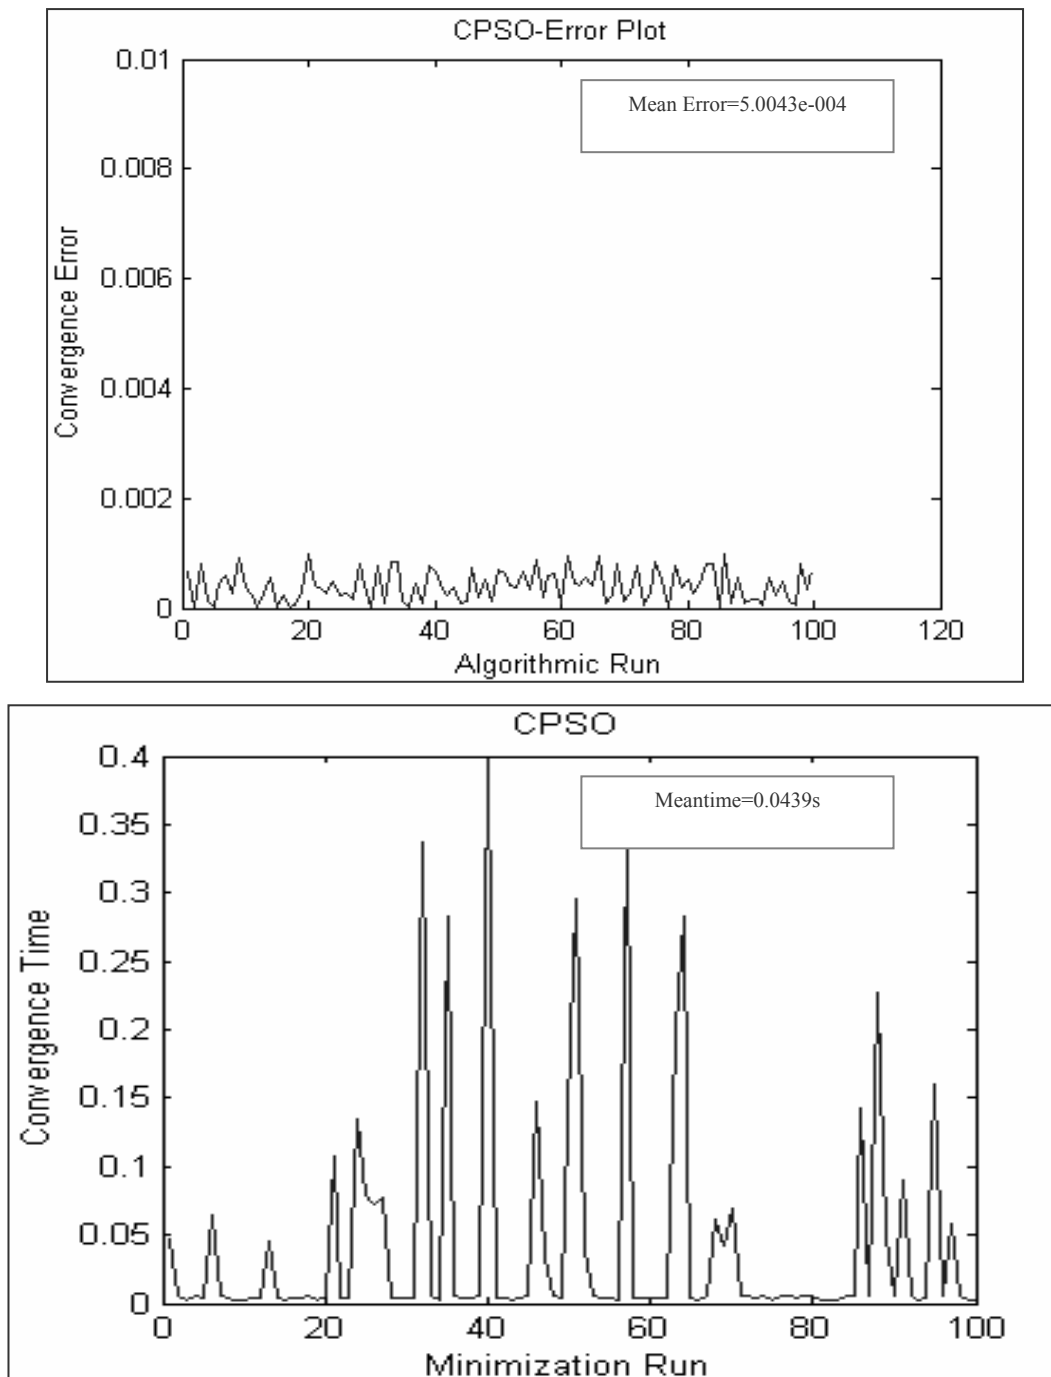 CPSO-Error Plot
Mean Error=5.0043e-004
Convergence Error
0.01
0.008
0.006
0.004
0.002
0
0 20 40 60 80 100 120
Algorithmic Run
CPSO
Meantime=0.0439s
Convergence Time
0.4
0.35
0.3
0.25
0.2
0.15
0.1
0.05
0
0 20 40 60 80 100
Minimization Run